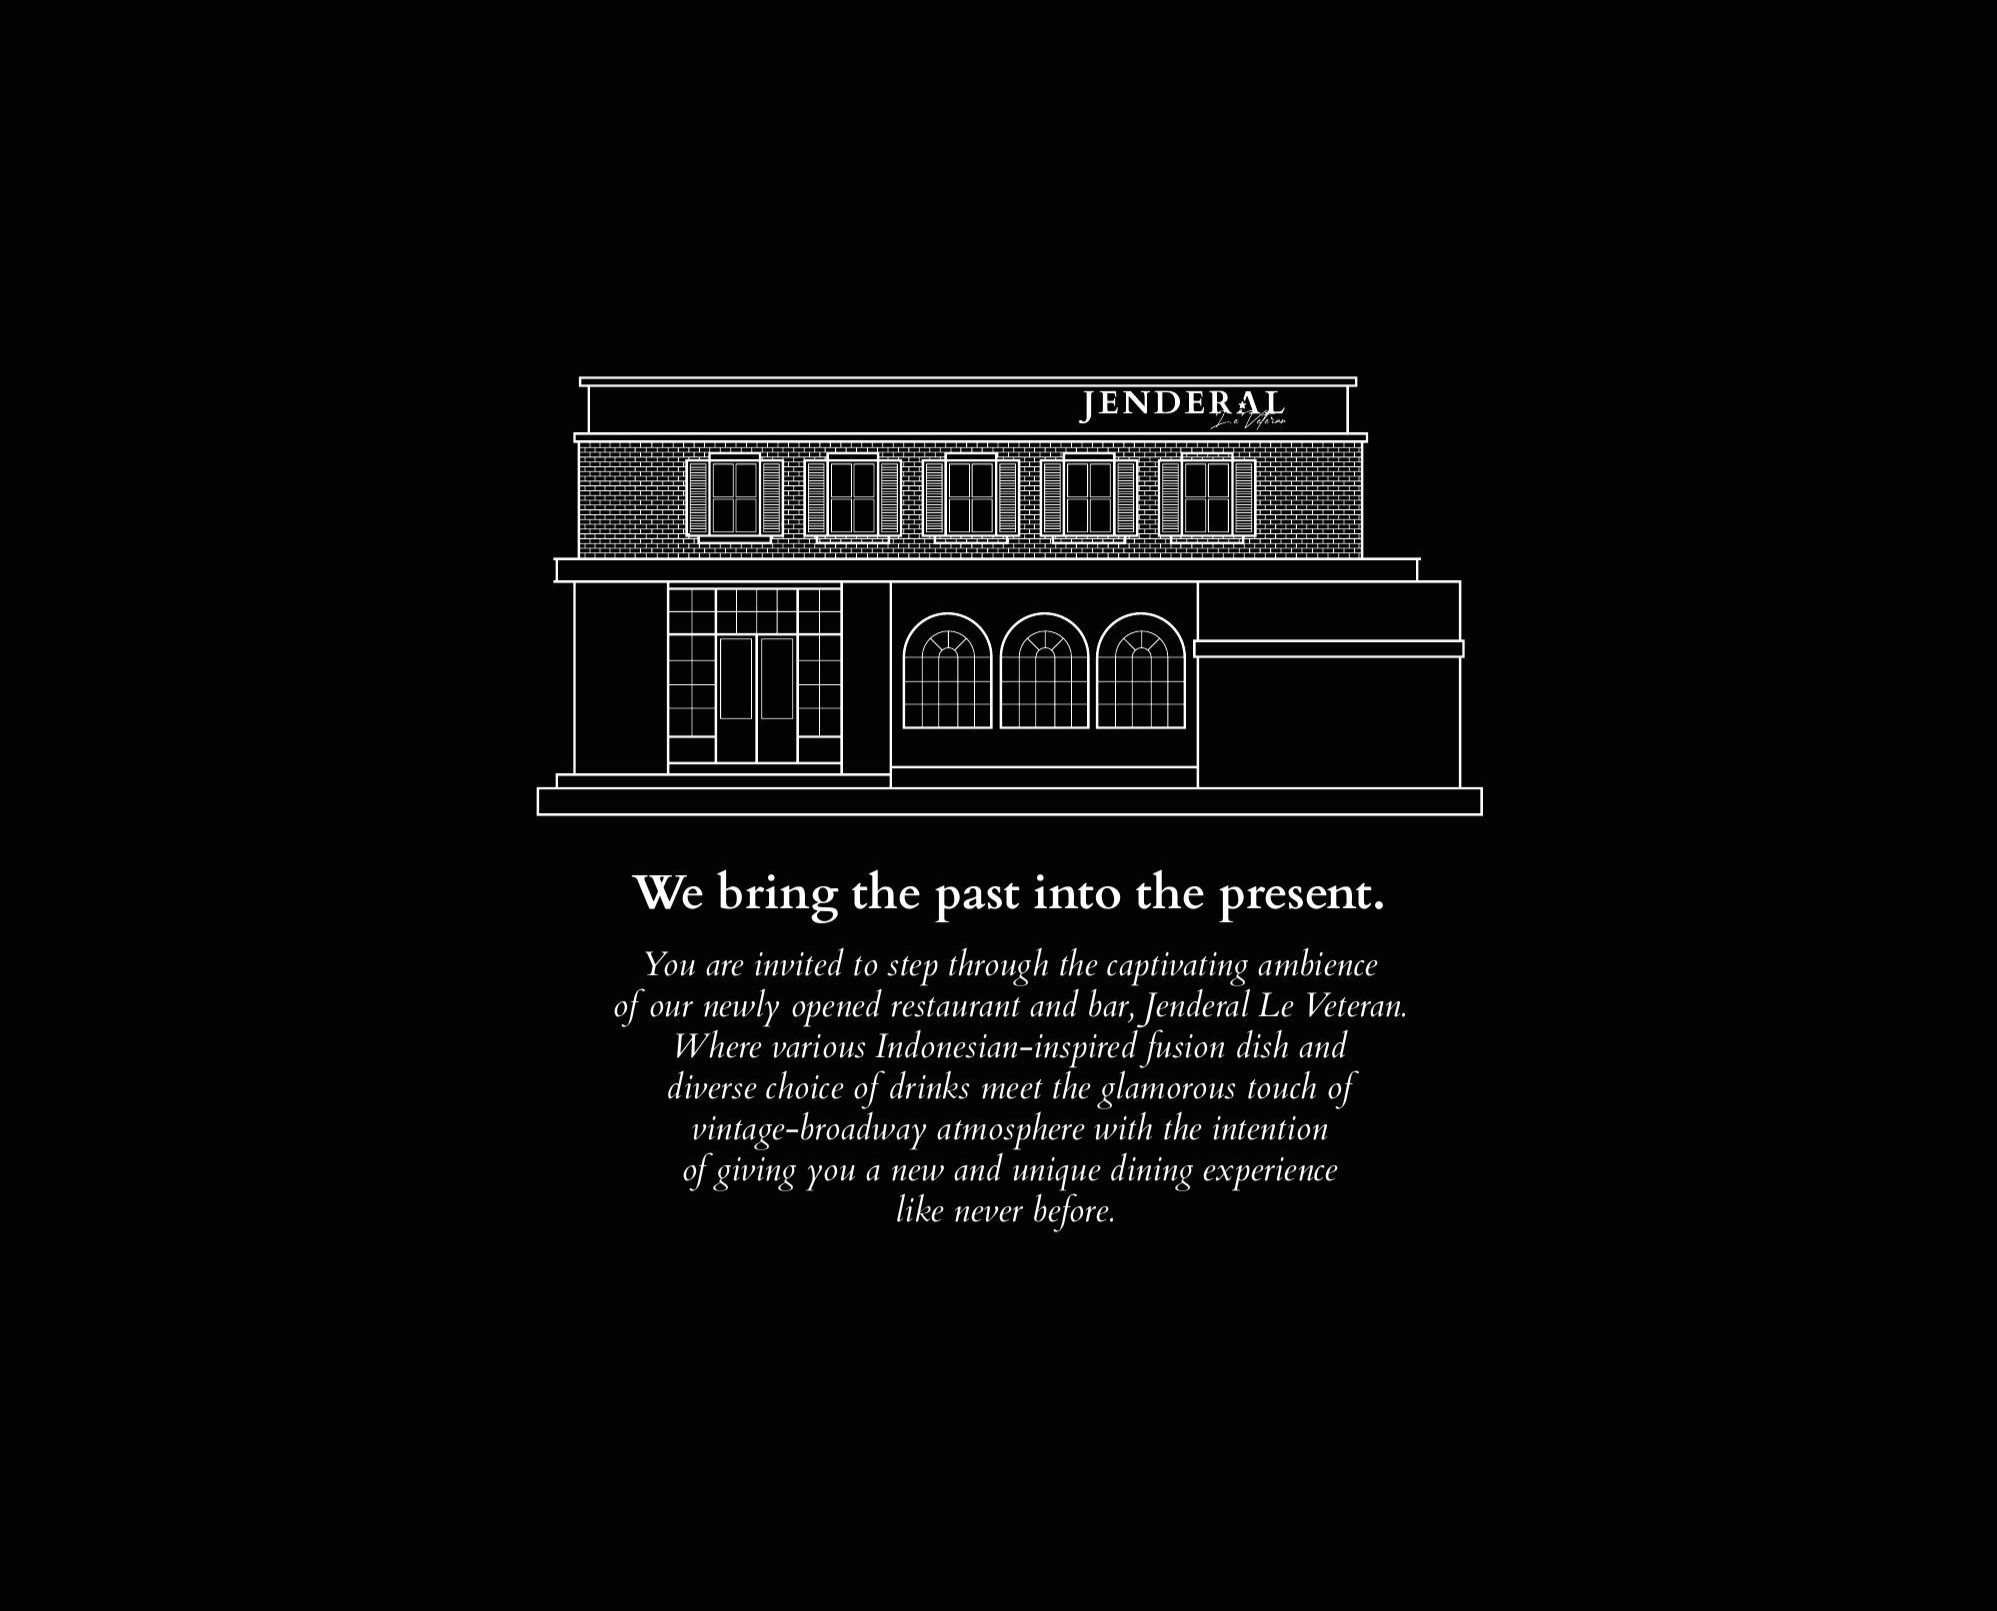 JENDERAL
Le Veteran
We bring the past into the present.
You are invited to step through the captivating ambience
of our newly opened restaurant and bar, Jenderal Le Veteran.
Where various Indonesian-inspired fusion dish and
diverse choice of drinks meet the glamorous touch of
vintage-broadway atmosphere with the intention
of giving you a new and unique dining experience
like never before.